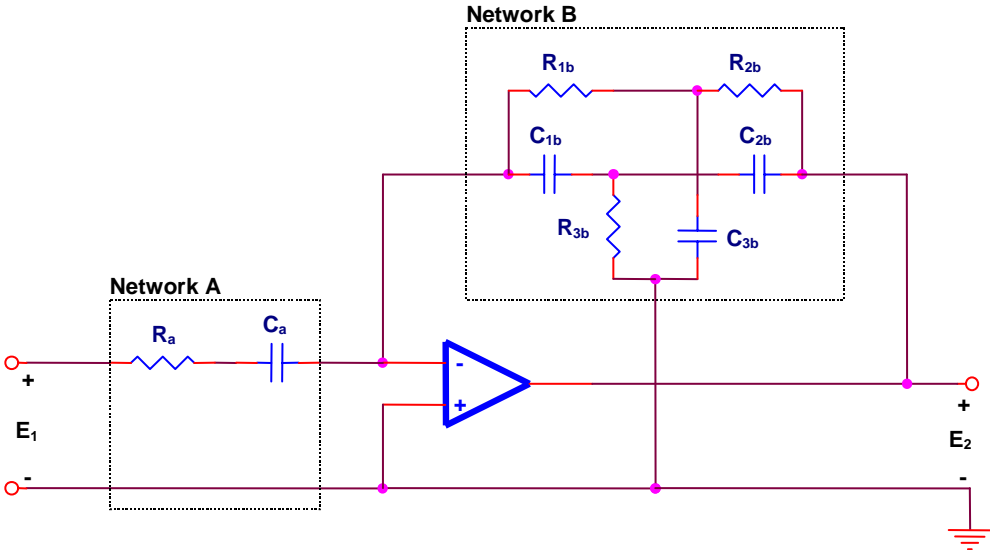 Network B
R1b
R2b
C1b
C2b
R3b
C3b
Network A
Ra
Ca
-
+
+
E1
-
+
E2
-